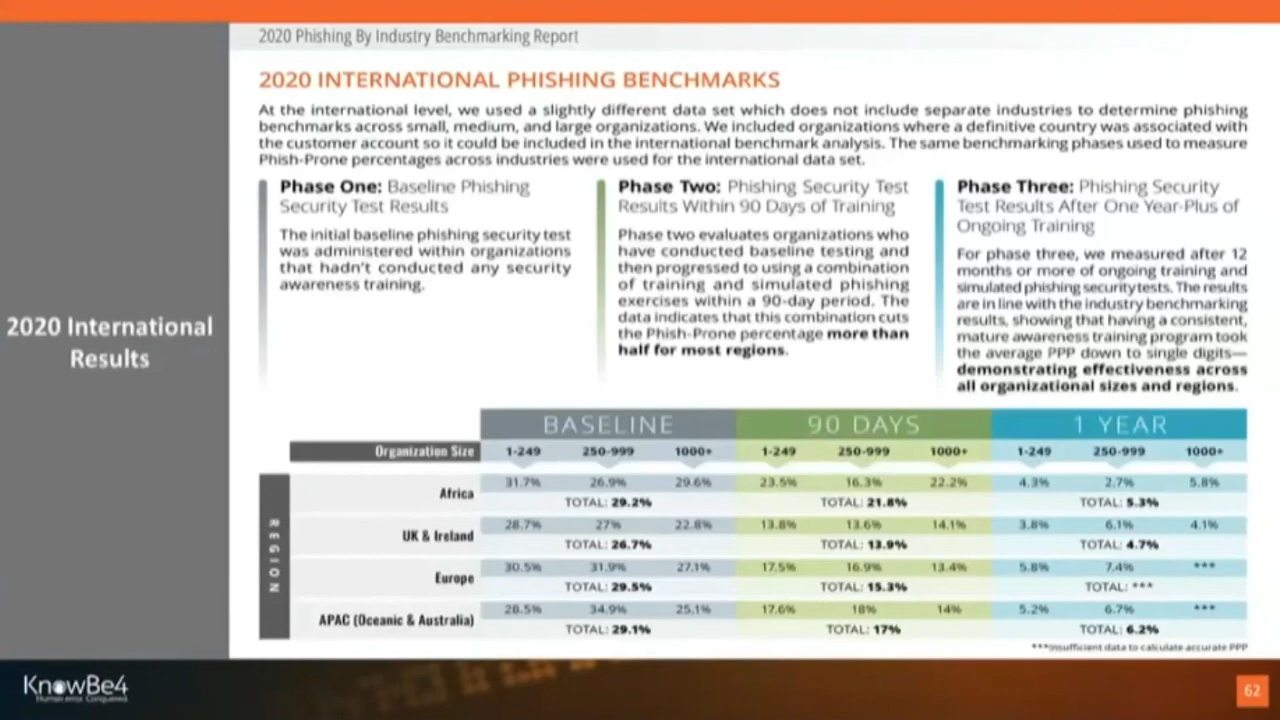 2020 Phishing By Industry Benchmarking Report
2020 INTERNATIONAL PHISHING BENCHMARKS
At the international level, we used a slightly different data set which does not include separate industries to determine phishing
benchmarks across small, medium, and large organizations. We included organizations where a definitive country was associated with
the customer account so it could be included in the international benchmark analysis. The same benchmarking phases used to measure
Phish-Prone percentages across industries were used for the international data set.
Phase One: Baseline Phishing
Security Test Results
The initial baseline phishing security test
was administered within organizations
that hadn't conducted any security
awareness training.
Phase Two: Phishing Security Test
Results Within 90 Days of Training
Phase two evaluates organizations who
have conducted baseline testing and
then progressed to using a combination
of training and simulated phishing
exercises within a 90-day period. The
data indicates that this combination cuts
the Phish-Prone percentage more than
half for most regions.
Phase Three: Phishing Security
Test Results After One Year-Plus of
Ongoing Training
For phase three, we measured after 12
months or more of ongoing training and
simulated phishing security tests. The results
are in line with the industry benchmarking
results, showing that having a consistent,
mature awareness training program took
the average PPP down to single digits—
demonstrating effectiveness across
all organizational sizes and regions.
2020 International
Results
BASELINE 90 DAYS 1 YEAR
Organization Size 1-249 250-999 1000+ 1-249 250-999 1000+ 1-249 250-999 1000+
REGION
Africa 31.7% 26.9% 29.6% 23.5% 16.3% 22.2% 4.3% 2.7% 5.8%
TOTAL: 29.2% TOTAL: 21.8% TOTAL: 5.3%
UK & Ireland 28.7% 27% 22.8% 13.8% 13.6% 14.1% 3.8% 6.1% 4.1%
TOTAL: 26.7% TOTAL: 13.9% TOTAL: 4.7%
Europe 30.5% 31.9% 27.1% 17.5% 16.9% 13.4% 5.8% 7.4% ***
TOTAL: 29.5% TOTAL: 15.3% TOTAL: ***
APAC (Oceanic & Australia) 28.5% 34.9% 25.1% 17.6% 18% 14% 5.2% 6.7% ***
TOTAL: 29.1% TOTAL: 17% TOTAL: 6.2%
***Insufficient data to calculate accurate PPP
KnowBe4
Human error. Conquered.
62